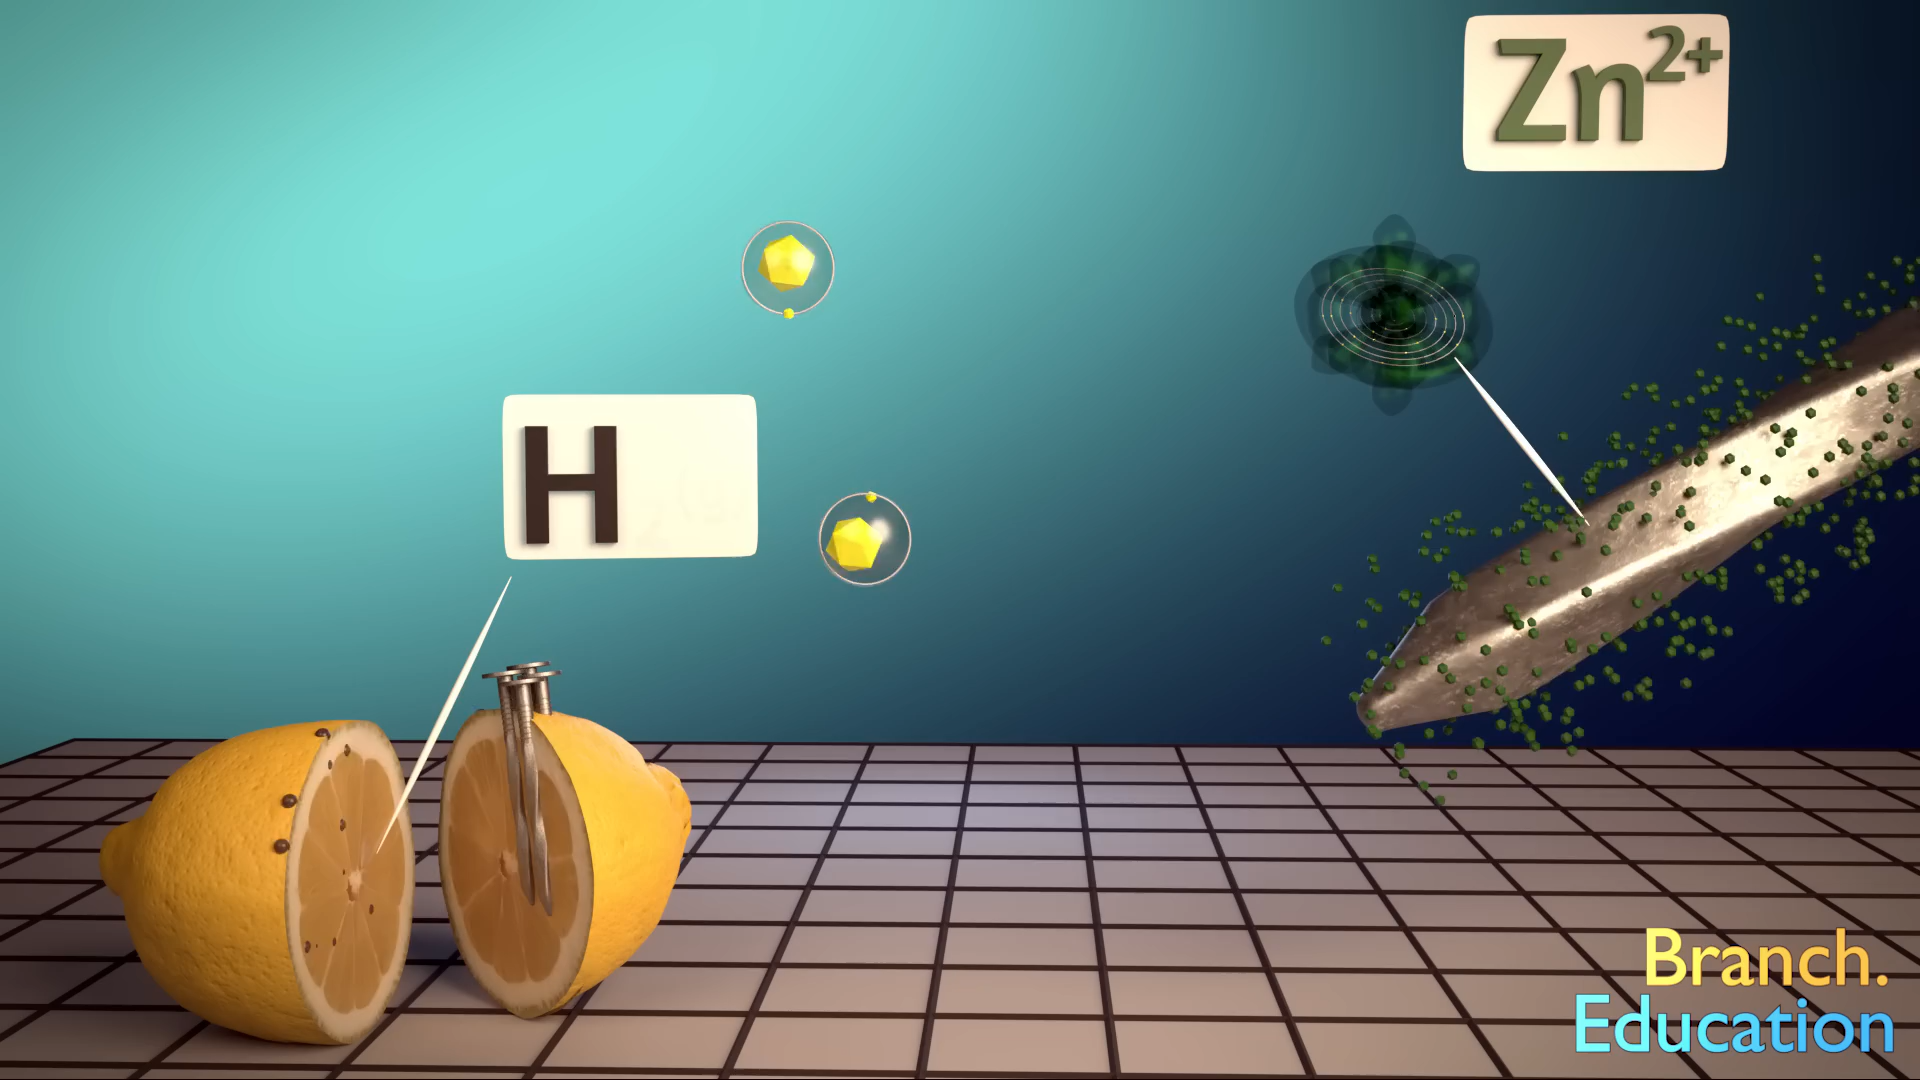 Zn²⁺
H
Branch.
Education